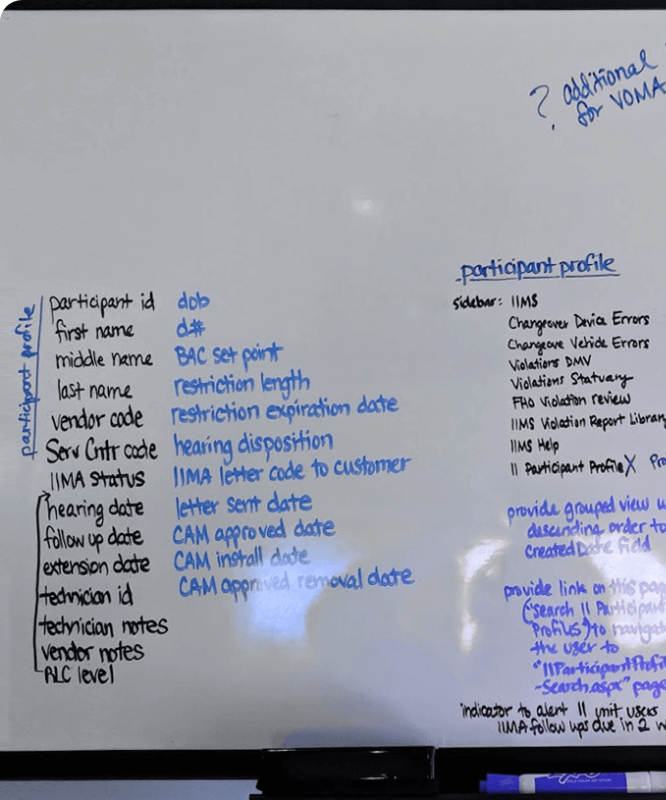 ? additional
for VOMA
participant profile
participant id
first name
middle name
last name
vendor code
Serv Cntr code
IIMA status
hearing date
follow up date
extension date
technician id
technician notes
vendor notes
ALC level
dob
d#
BAC set point
restriction length
restriction expiration date
hearing disposition
IIMA letter code to customer
letter sent date
CAM approved date
CAM install date
CAM approved removal date
participant profile
sidebar: IIMS
Changeover Device Errors
Changeove Vehicle Errors
Violations DMV
Violations Statuary
FHO Violation review
IIMS Violation Report Library
IIMS Help
II Participant Profile X
provide grouped view
descending order to
CreatedDate field
provide link on this
("Search II Participant
Profiles") to navigate
the user to
"IIParticipantProfil
-Search.aspx" page
indicator to alert II unit users
IIMA follow ups due in 2